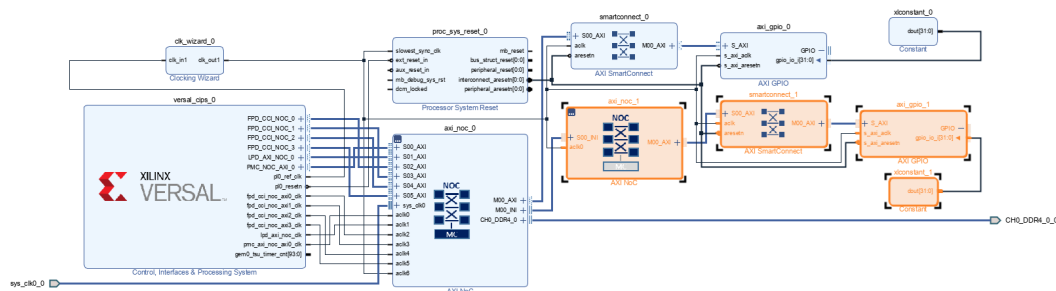 clk_wizard_0
clk_in1
clk_out1
Clocking Wizard
proc_sys_reset_0
slowest_sync_clk
ext_reset_in
aux_reset_in
mb_debug_sys_rst
dcm_locked
mb_reset
bus_struct_reset[0:0]
peripheral_reset[0:0]
interconnect_aresetn[0:0]
peripheral_aresetn[0:0]
Processor System Reset
smartconnect_0
S00_AXI
aclk
aresetn
M00_AXI
AXI SmartConnect
axi_gpio_0
S_AXI
s_axi_aclk
s_axi_aresetn
GPIO
gpio_io_i[31:0]
AXI GPIO
xlconstant_0
dout[31:0]
Constant
versal_cips_0
FPD_CCI_NOC_0
FPD_CCI_NOC_1
FPD_CCI_NOC_2
FPD_CCI_NOC_3
LPD_AXI_NOC_0
PMC_NOC_AXI_0
pl0_ref_clk
pl0_resetn
fpd_cci_noc_axi0_clk
fpd_cci_noc_axi1_clk
fpd_cci_noc_axi2_clk
fpd_cci_noc_axi3_clk
lpd_axi_noc_clk
pmc_axi_noc_axi0_clk
gem0_tsu_timer_cnt[93:0]
XILINX
VERSAL
Control, Interfaces & Processing System
axi_noc_0
S00_AXI
S01_AXI
S02_AXI
S03_AXI
S04_AXI
S05_AXI
sys_clk0
aclk0
aclk1
aclk2
aclk3
aclk4
aclk5
aclk6
NOC
MC
M00_AXI
M00_INI
CH0_DDR4_0
AXI NoC
axi_noc_1
S00_INI
aclk0
NOC
MC
M00_AXI
AXI NoC
smartconnect_1
S00_AXI
aclk
aresetn
M00_AXI
AXI SmartConnect
axi_gpio_1
S_AXI
s_axi_aclk
s_axi_aresetn
GPIO
gpio_io_i[31:0]
AXI GPIO
xlconstant_1
dout[31:0]
Constant
CH0_DDR4_0_0
sys_clk0_0